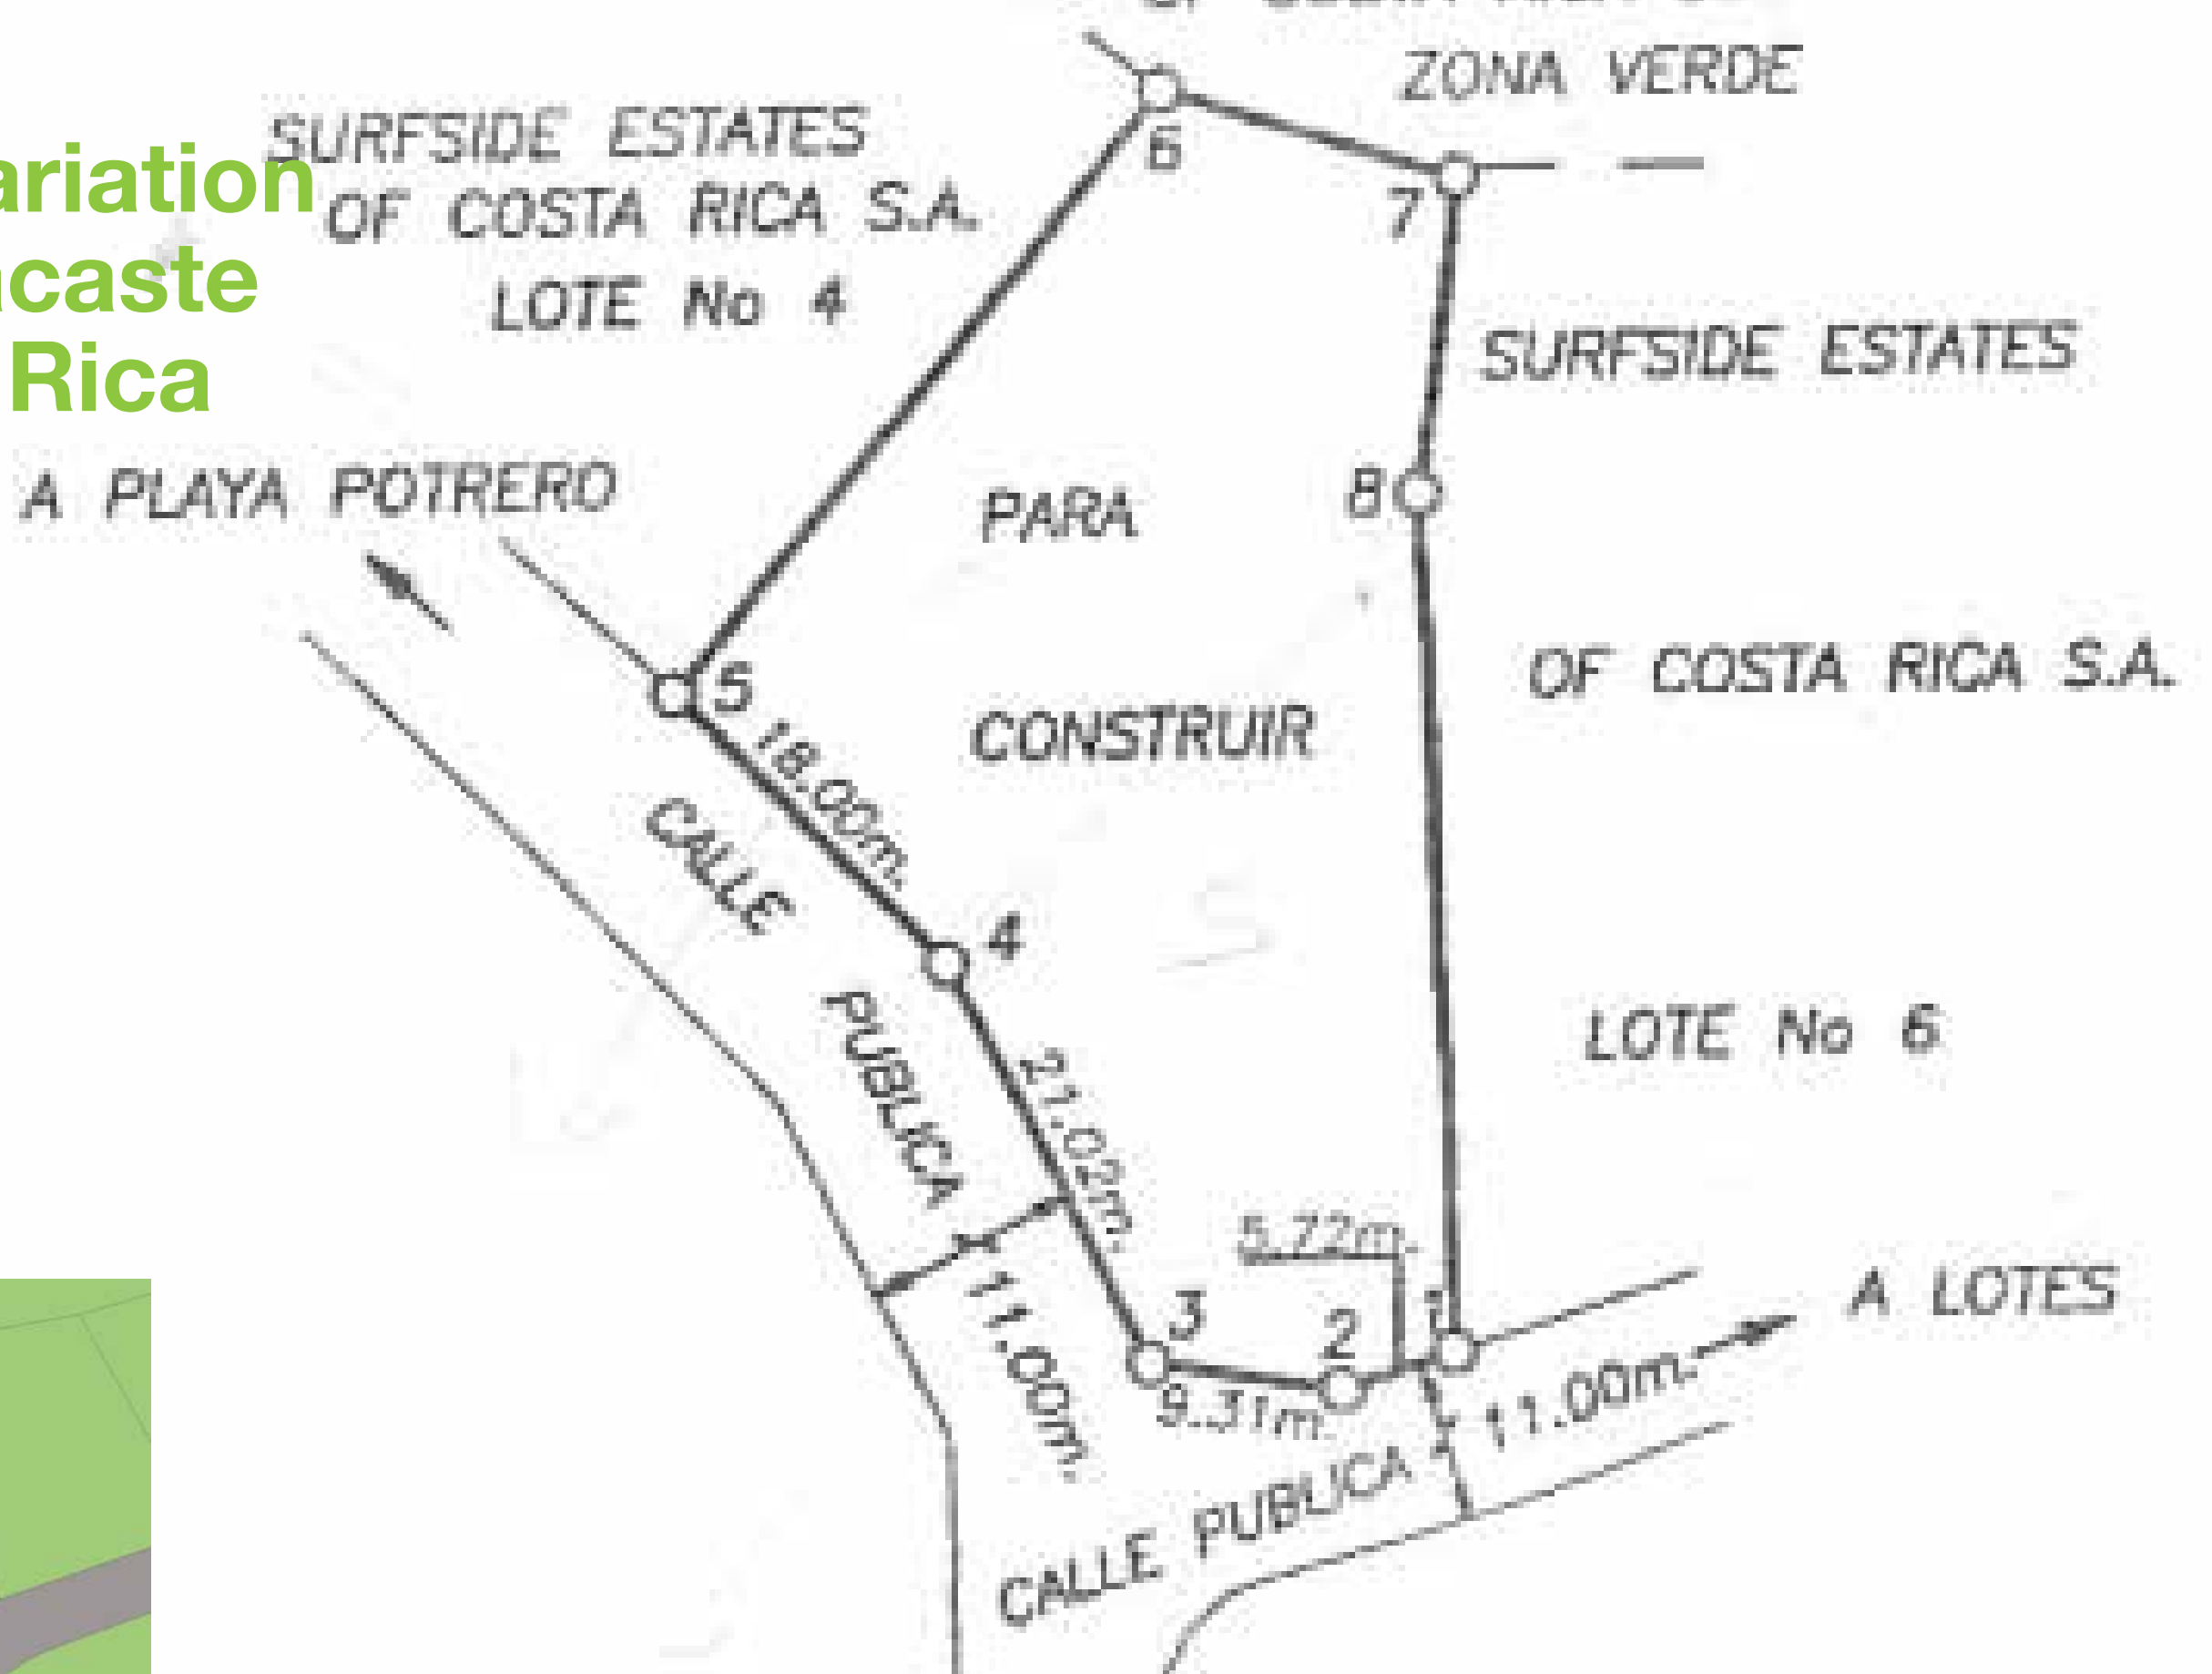 ZONA VERDE
SURFSIDE ESTATES
OF COSTA RICA S.A.
LOTE No 4
ariation
acaste
Rica
6
7
SURFSIDE ESTATES
A PLAYA POTRERO
PARA
8
5
18.00m.
CONSTRUIR
OF COSTA RICA S.A.
CALLE
4
PUBLICA
21.02m.
LOTE No 6
5.72m.
3
2
1
A LOTES
11.00m.
9.31m.
11.00m.
CALLE PUBLICA